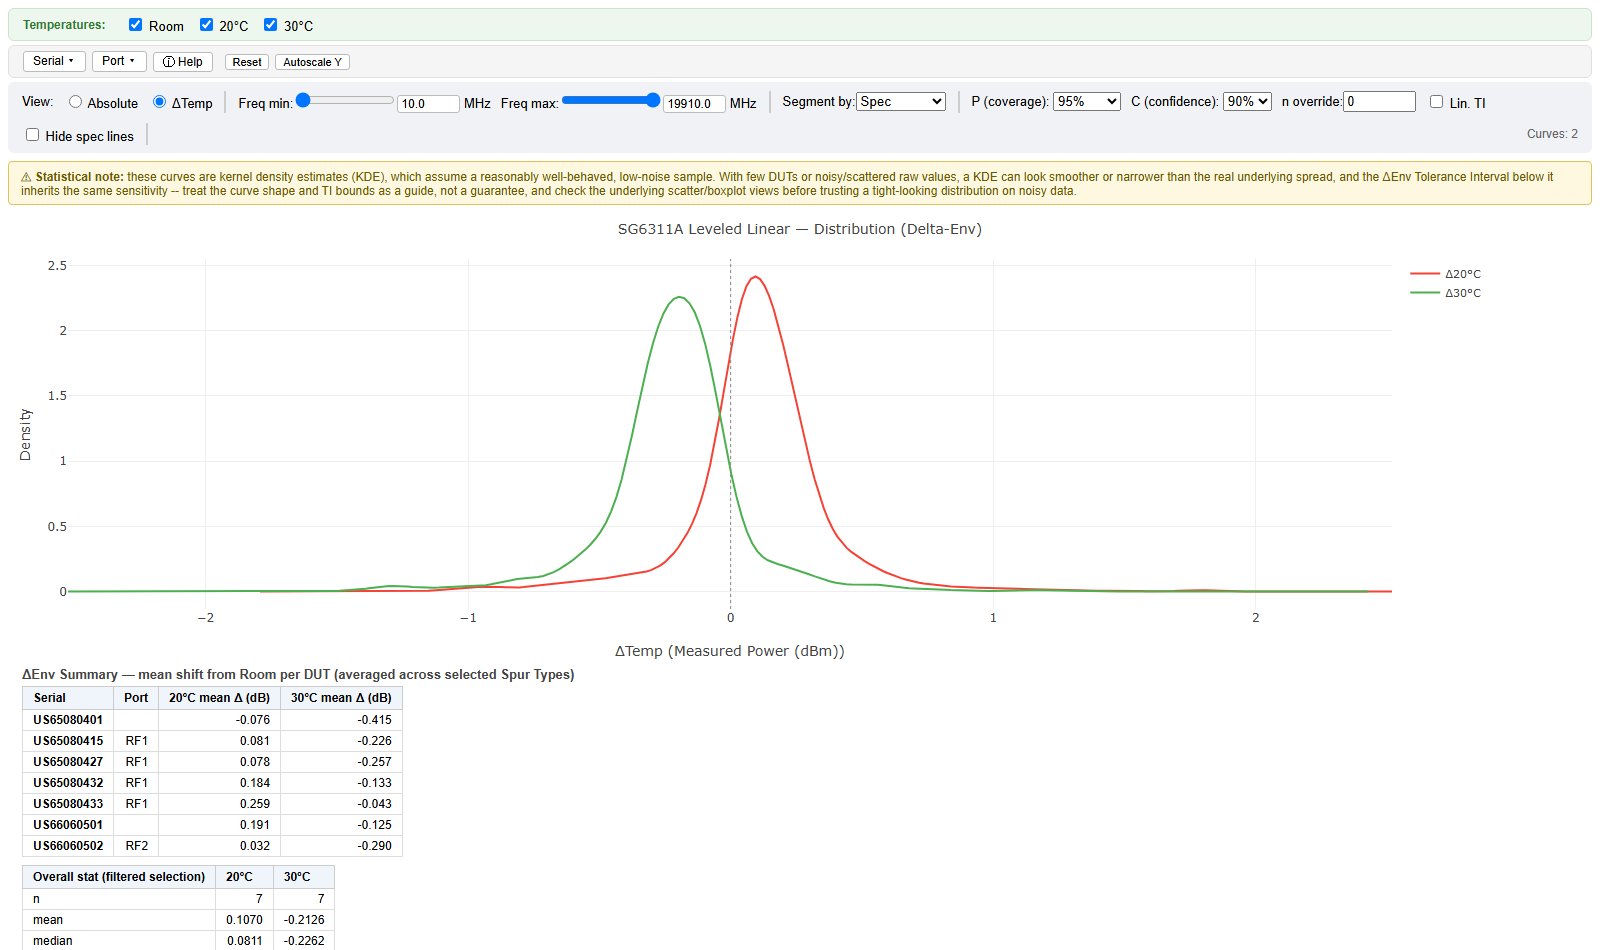 Temperatures: Room 20°C 30°C
Serial ▾ Port ▾ ⓘ Help Reset Autoscale Y
View: Absolute ΔTemp Freq min: 10.0 MHz Freq max: 19910.0 MHz Segment by: Spec P (coverage): 95% C (confidence): 90% n override: 0 Lin. TI
Hide spec lines Curves: 2
⚠ Statistical note: these curves are kernel density estimates (KDE), which assume a reasonably well-behaved, low-noise sample. With few DUTs or noisy/scattered raw values, a KDE can look smoother or narrower than the real underlying spread, and the ΔEnv Tolerance Interval below it
inherits the same sensitivity -- treat the curve shape and TI bounds as a guide, not a guarantee, and check the underlying scatter/boxplot views before trusting a tight-looking distribution on noisy data.
SG6311A Leveled Linear — Distribution (Delta-Env)
2.5
2
1.5
1
0.5
0
Density
−2 −1 0 1 2
ΔTemp (Measured Power (dBm))
Δ20°C
Δ30°C
ΔEnv Summary — mean shift from Room per DUT (averaged across selected Spur Types)
Serial Port 20°C mean Δ (dB) 30°C mean Δ (dB)
US65080401 -0.076 -0.415
US65080415 RF1 0.081 -0.226
US65080427 RF1 0.078 -0.257
US65080432 RF1 0.184 -0.133
US65080433 RF1 0.259 -0.043
US66060501 0.191 -0.125
US66060502 RF2 0.032 -0.290
Overall stat (filtered selection) 20°C 30°C
n 7 7
mean 0.1070 -0.2126
median 0.0811 -0.2262